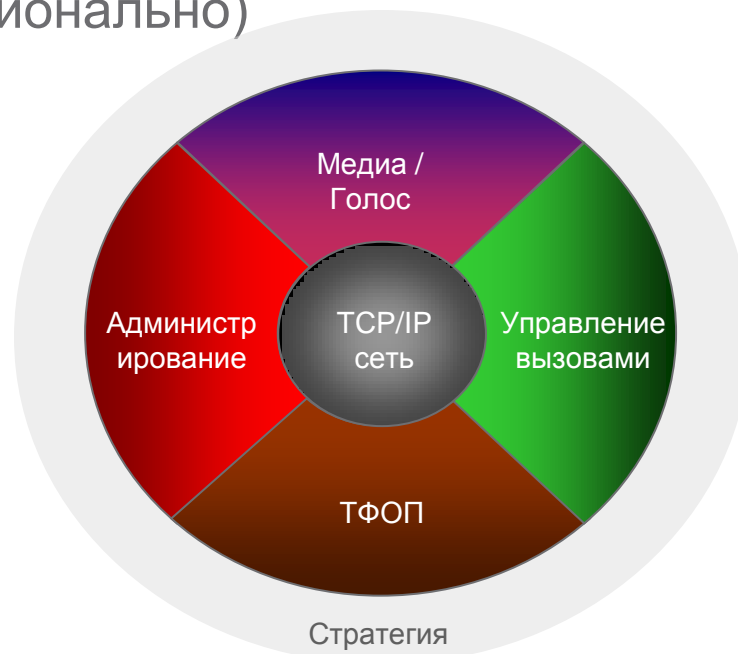 ионально)
Медиа /
Голос
Администр
ирование
TCP/IP
сеть
Управление
вызовами
ТФОП
Стратегия